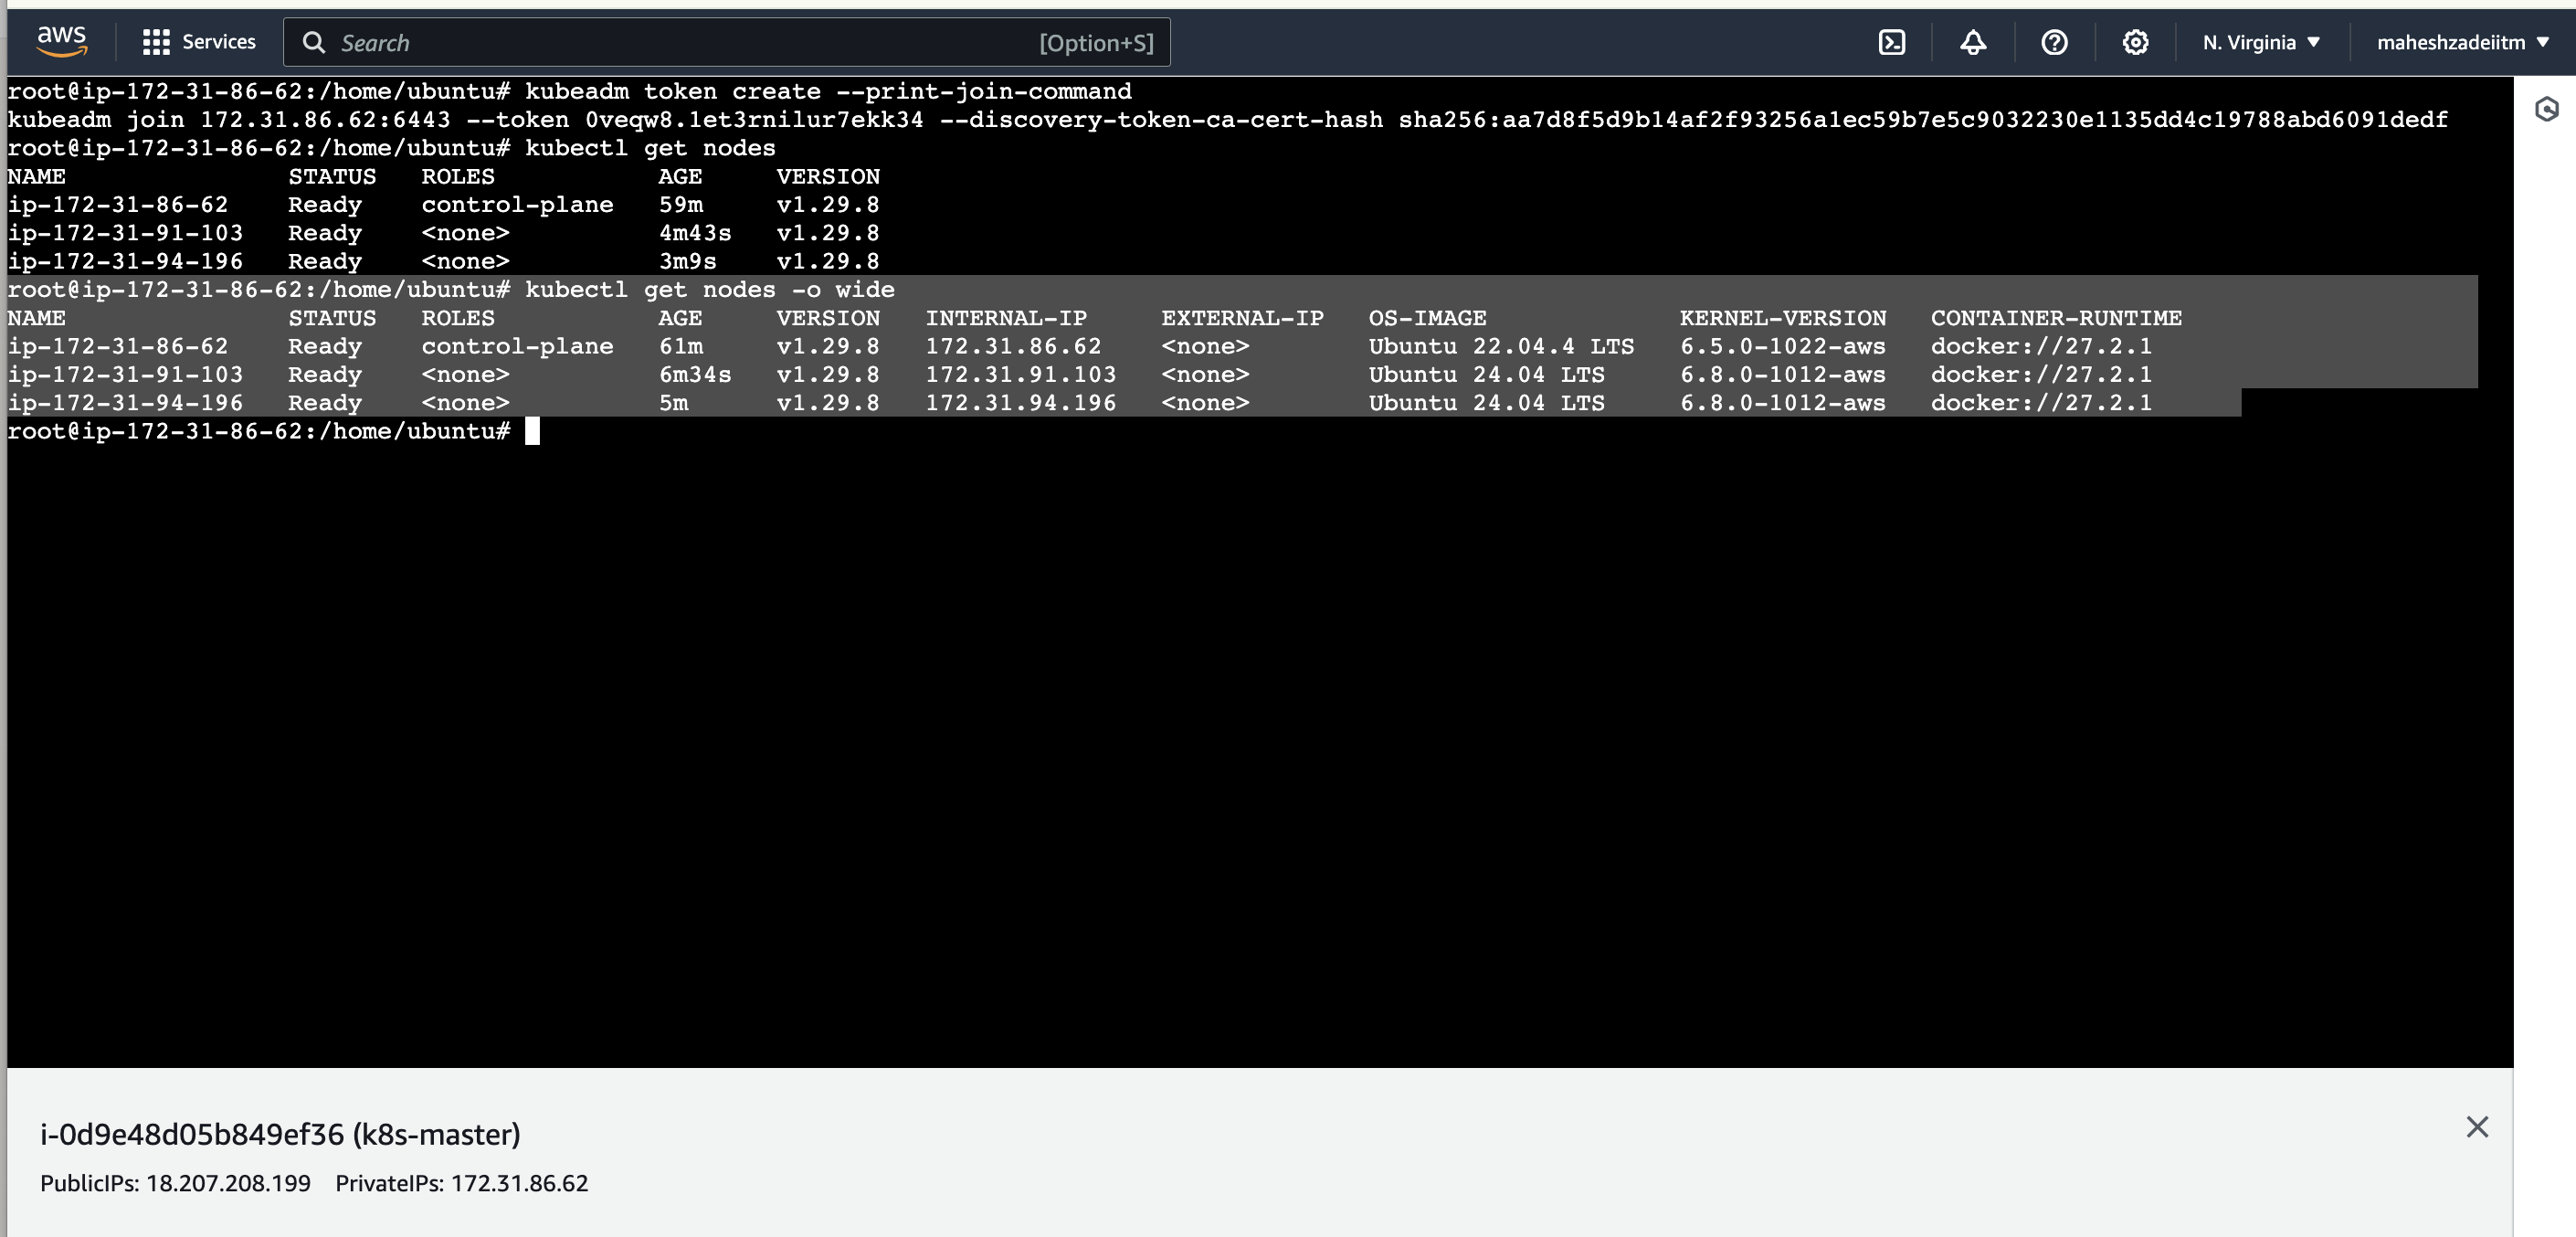 aws Services Search [Option+S] N. Virginia maheshzadeiitm
root@ip-172-31-86-62:/home/ubuntu# kubeadm token create --print-join-command
kubeadm join 172.31.86.62:6443 --token 0veqw8.1et3rnilur7ekk34 --discovery-token-ca-cert-hash sha256:aa7d8f5d9b14af2f93256a1ec59b7e5c9032230e1135dd4c19788abd6091dedf
root@ip-172-31-86-62:/home/ubuntu# kubectl get nodes
NAME STATUS ROLES AGE VERSION
ip-172-31-86-62 Ready control-plane 59m v1.29.8
ip-172-31-91-103 Ready <none> 4m43s v1.29.8
ip-172-31-94-196 Ready <none> 3m9s v1.29.8
root@ip-172-31-86-62:/home/ubuntu# kubectl get nodes -o wide
NAME STATUS ROLES AGE VERSION INTERNAL-IP EXTERNAL-IP OS-IMAGE KERNEL-VERSION CONTAINER-RUNTIME
ip-172-31-86-62 Ready control-plane 61m v1.29.8 172.31.86.62 <none> Ubuntu 22.04.4 LTS 6.5.0-1022-aws docker://27.2.1
ip-172-31-91-103 Ready <none> 6m34s v1.29.8 172.31.91.103 <none> Ubuntu 24.04 LTS 6.8.0-1012-aws docker://27.2.1
ip-172-31-94-196 Ready <none> 5m v1.29.8 172.31.94.196 <none> Ubuntu 24.04 LTS 6.8.0-1012-aws docker://27.2.1
root@ip-172-31-86-62:/home/ubuntu#
i-0d9e48d05b849ef36 (k8s-master)
PublicIPs: 18.207.208.199 PrivateIPs: 172.31.86.62